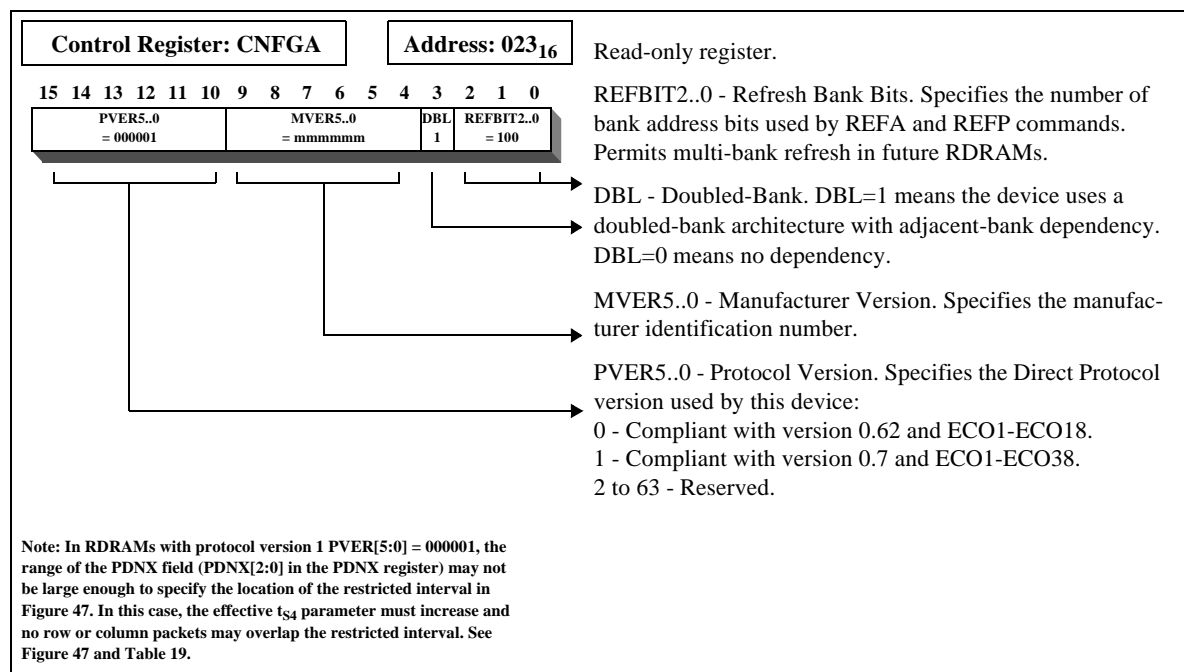 Control Register: CNFGA
Address: 023₁₆
15 14 13 12 11 10 9 8 7 6 5 4 3 2 1 0
PVER5..0 MVER5..0 DBL REFBIT2..0
= 000001 = mmmmmm 1 = 100
Read-only register.
REFBIT2..0 - Refresh Bank Bits. Specifies the number of
bank address bits used by REFA and REFP commands.
Permits multi-bank refresh in future RDRAMs.
DBL - Doubled-Bank. DBL=1 means the device uses a
doubled-bank architecture with adjacent-bank dependency.
DBL=0 means no dependency.
MVER5..0 - Manufacturer Version. Specifies the manufac-
turer identification number.
PVER5..0 - Protocol Version. Specifies the Direct Protocol
version used by this device:
0 - Compliant with version 0.62 and ECO1-ECO18.
1 - Compliant with version 0.7 and ECO1-ECO38.
2 to 63 - Reserved.
Note: In RDRAMs with protocol version 1 PVER[5:0] = 000001, the
range of the PDNX field (PDNX[2:0] in the PDNX register) may not
be large enough to specify the location of the restricted interval in
Figure 47. In this case, the effective tS4 parameter must increase and
no row or column packets may overlap the restricted interval. See
Figure 47 and Table 19.